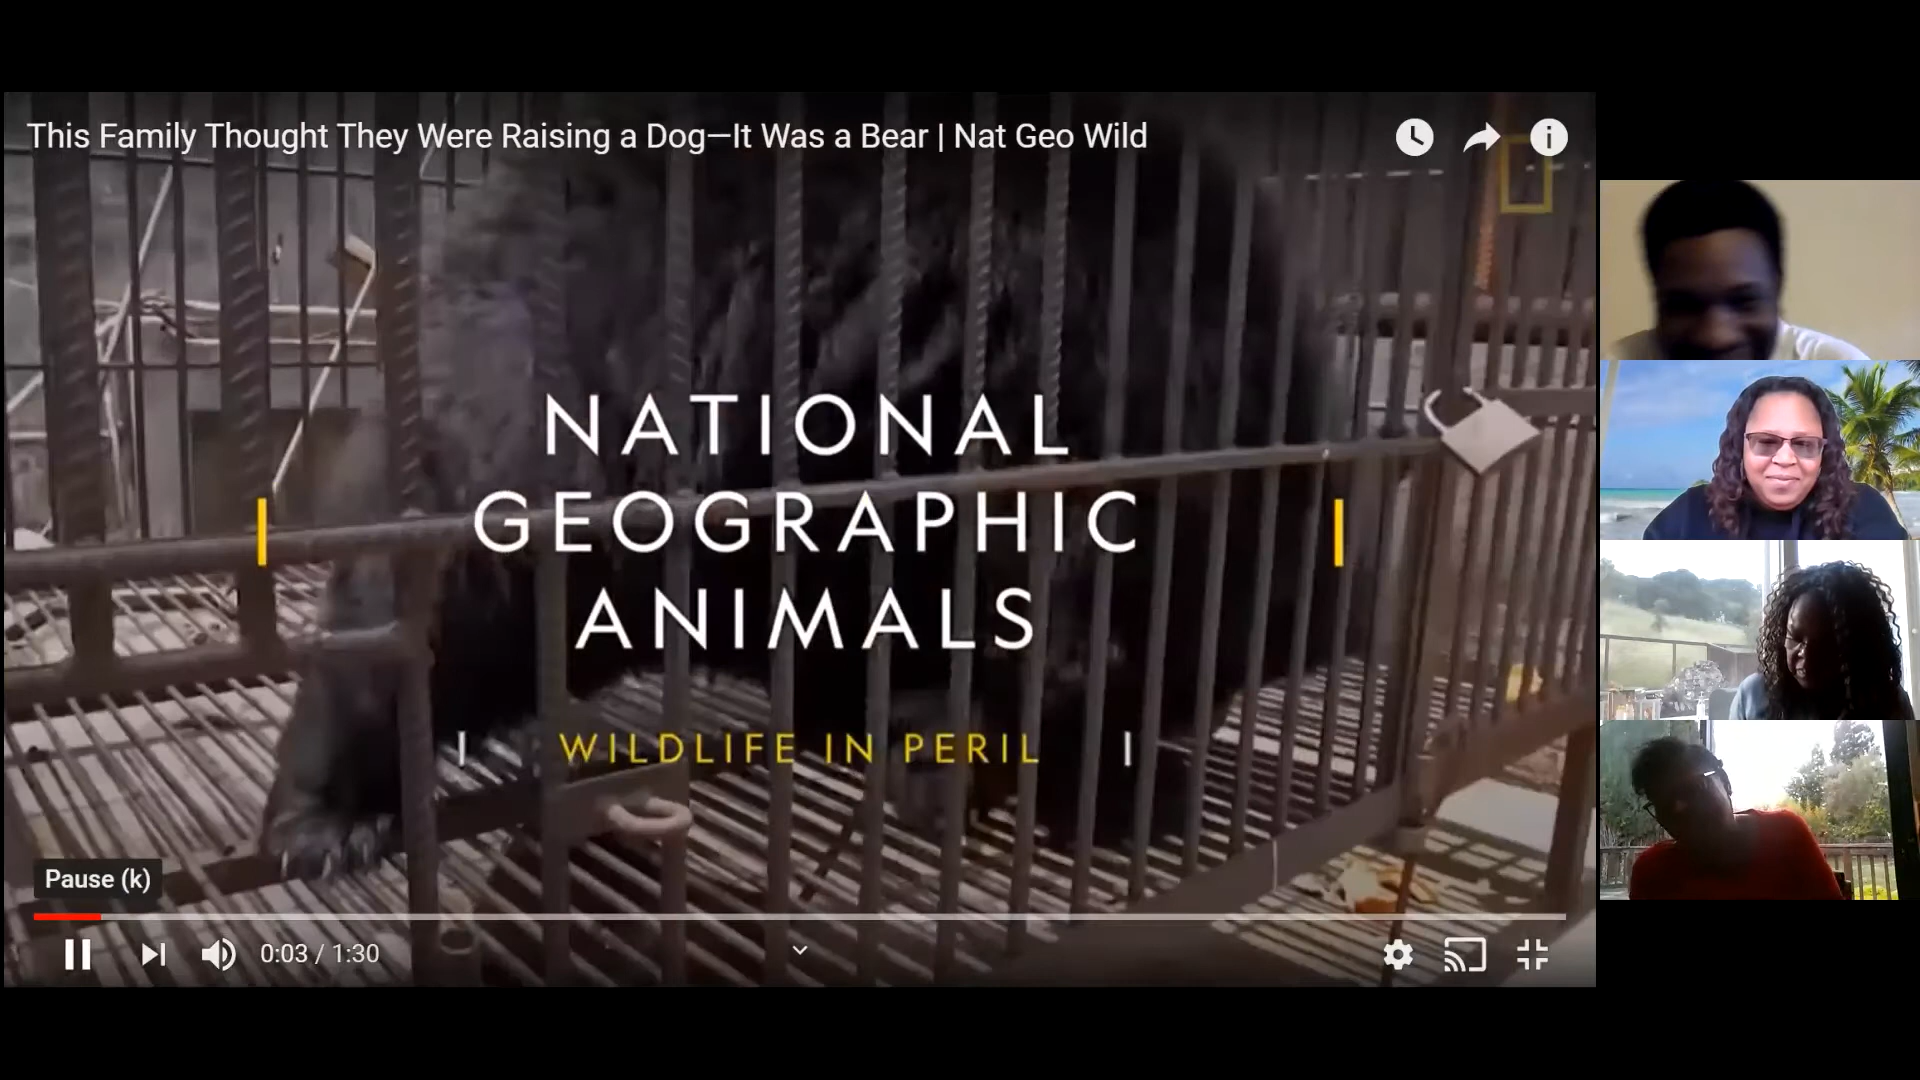 This Family Thought They Were Raising a Dog—It Was a Bear | Nat Geo Wild
NATIONAL
GEOGRAPHIC
ANIMALS
WILDLIFE IN PERIL
Pause (k)
0:03 / 1:30